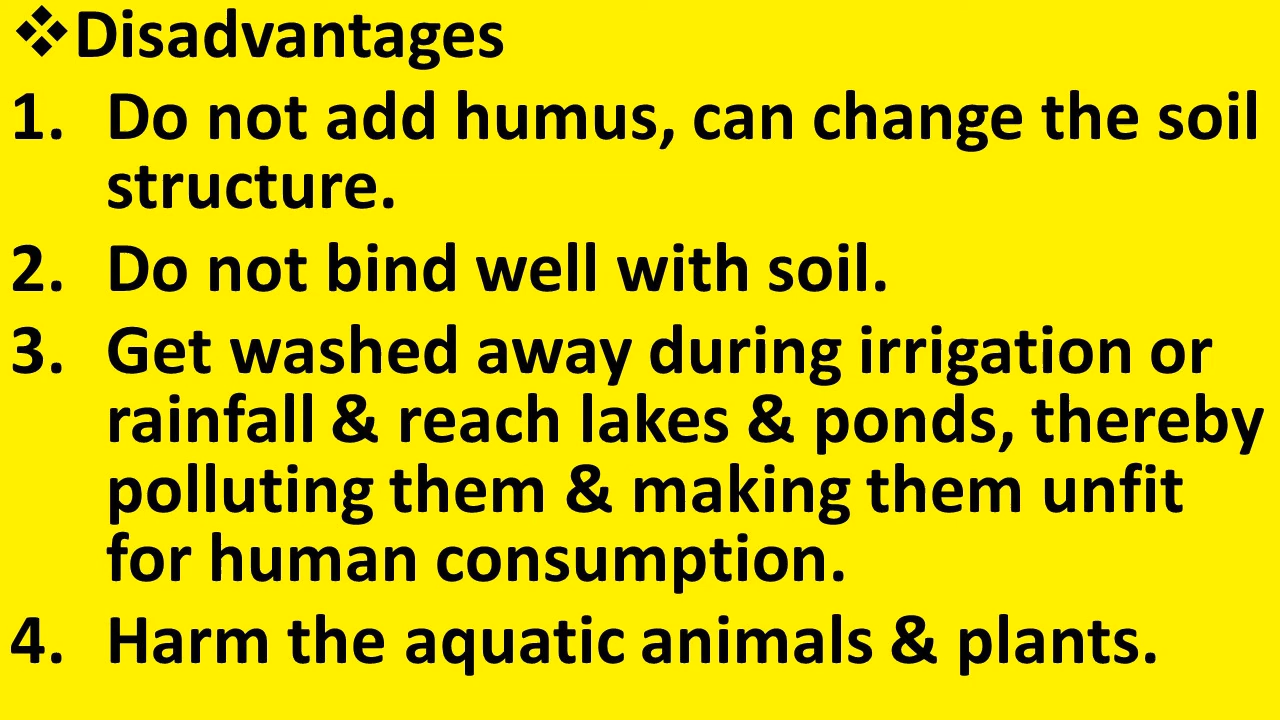 ❖Disadvantages
1. Do not add humus, can change the soil
structure.
2. Do not bind well with soil.
3. Get washed away during irrigation or
rainfall & reach lakes & ponds, thereby
polluting them & making them unfit
for human consumption.
4. Harm the aquatic animals & plants.